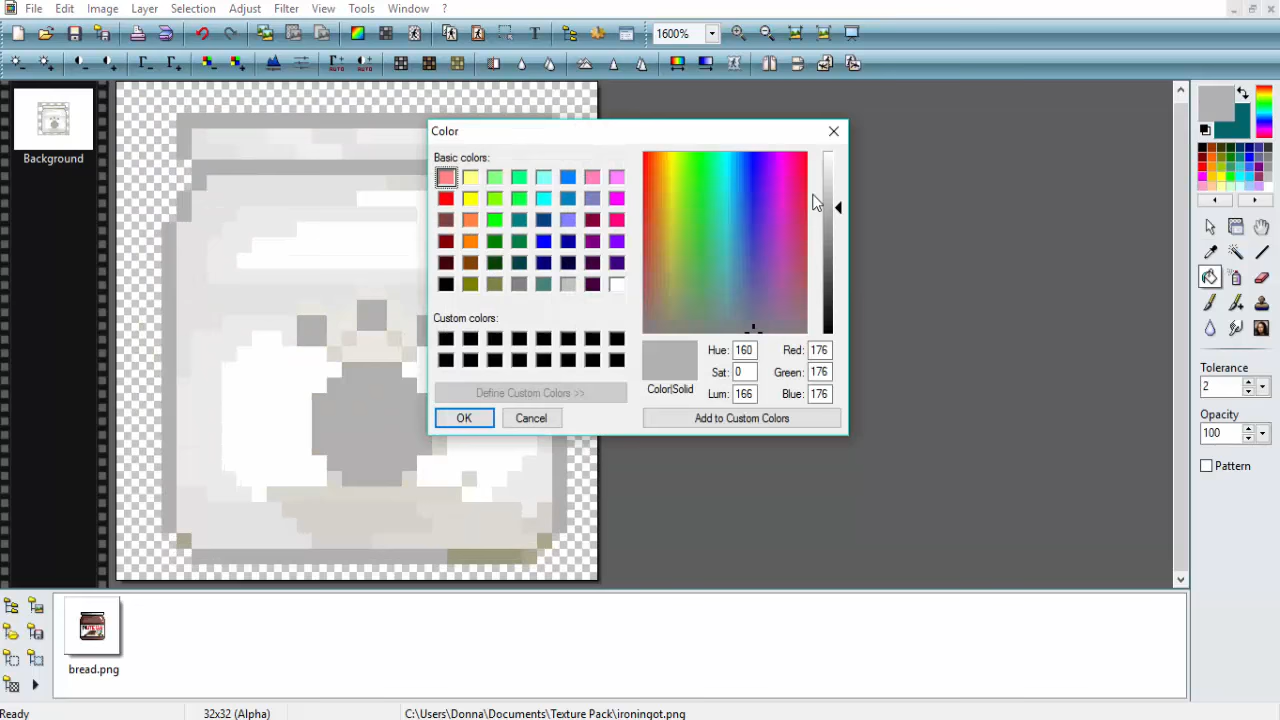 File Edit Image Layer Selection Adjust Filter View Tools Window ?
1600%
AUTO AUTO
Background
Color
Basic colors:
Custom colors:
Define Custom Colors >>
OK Cancel
Color|Solid
Hue: 160 Red: 176
Sat: 0 Green: 176
Lum: 166 Blue: 176
Add to Custom Colors
Tolerance
2
Opacity
100
Pattern
bread.png
Ready 32x32 (Alpha) C:\Users\Donna\Documents\Texture Pack\ironingot.png